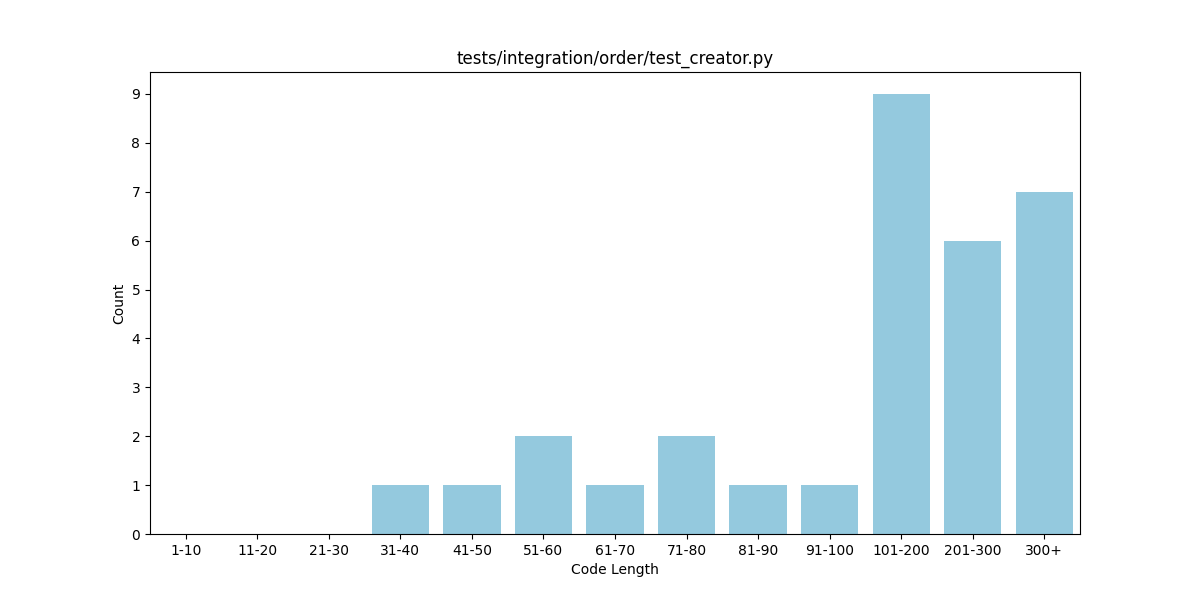 tests/integration/order/test_creator.py
9
8
7
6
5
4
3
2
1
0
Count
1-10 11-20 21-30 31-40 41-50 51-60 61-70 71-80 81-90 91-100 101-200 201-300 300+
Code Length